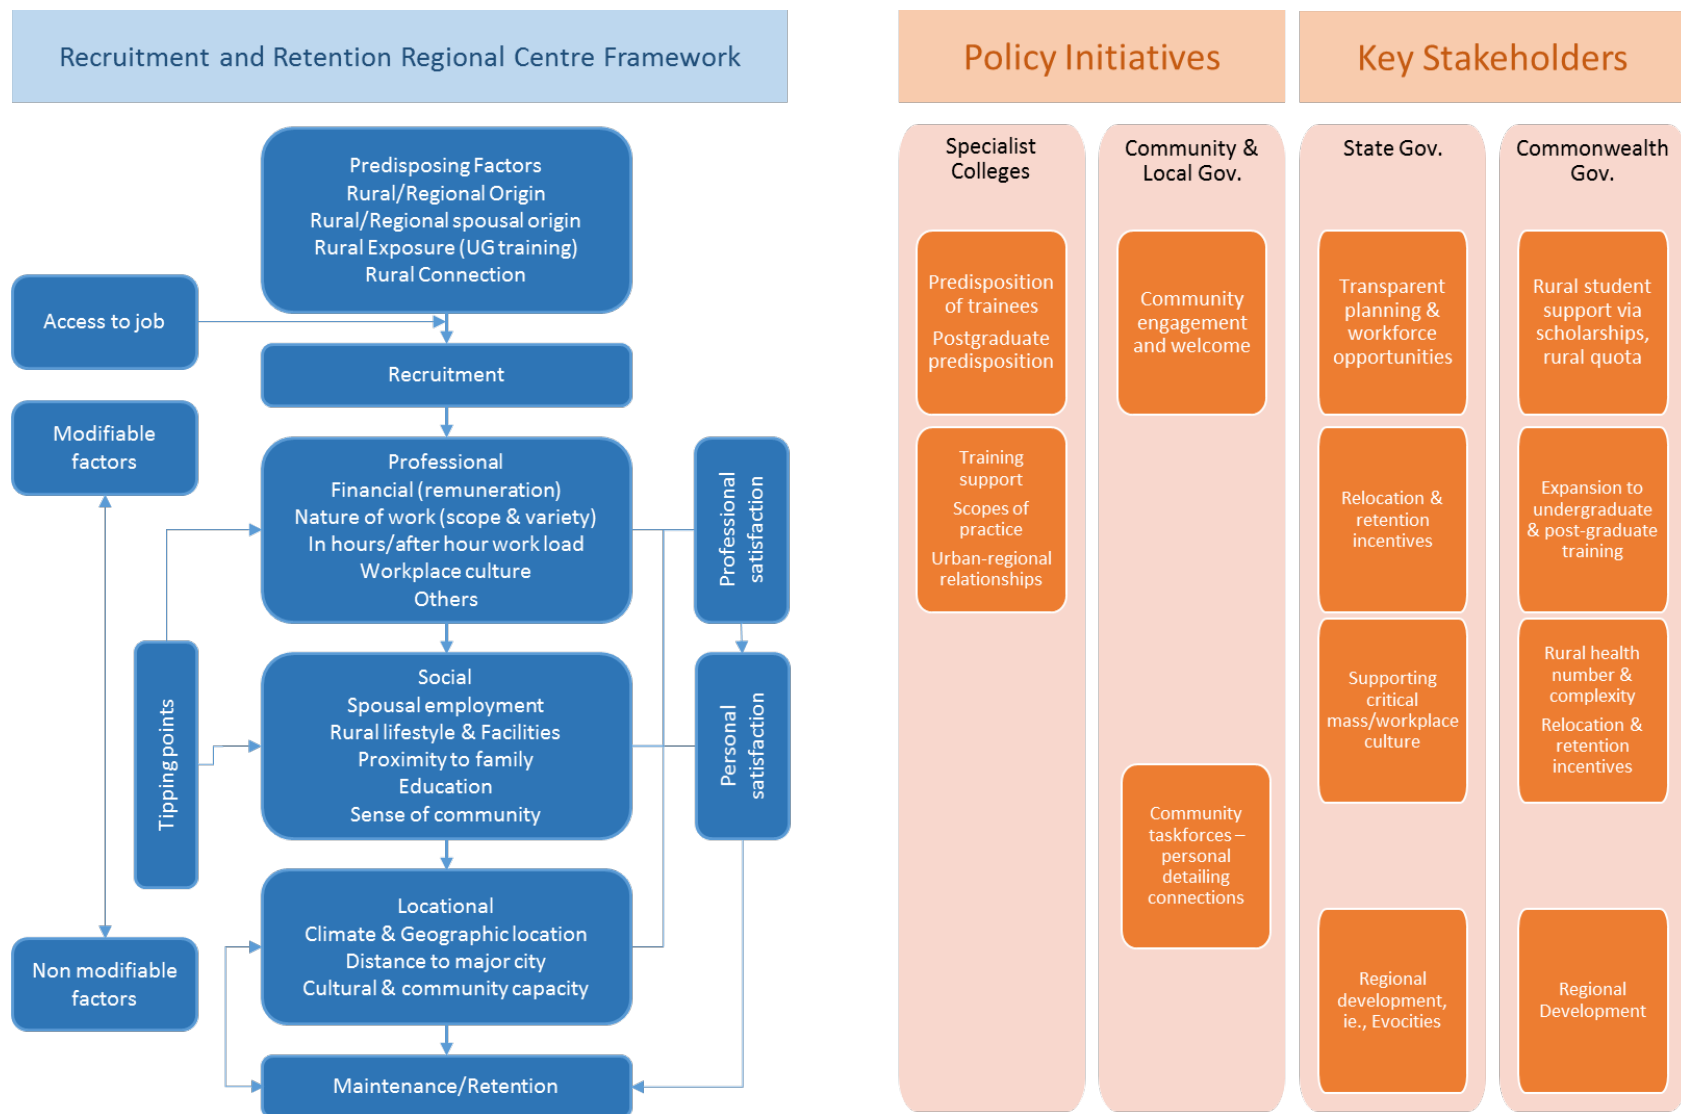 Recruitment and Retention Regional Centre Framework
Predisposing Factors
Rural/Regional Origin
Rural/Regional spousal origin
Rural Exposure (UG training)
Rural Connection
Access to job
Recruitment
Modifiable
factors
Professional
Financial (remuneration)
Nature of work (scope & variety)
In hours/after hour work load
Workplace culture
Others
Professional
satisfaction
Tipping points
Social
Spousal employment
Rural lifestyle & Facilities
Proximity to family
Education
Sense of community
Personal
satisfaction
Locational
Climate & Geographic location
Distance to major city
Cultural & community capacity
Non modifiable
factors
Maintenance/Retention
Policy Initiatives
Key Stakeholders
Specialist
Colleges
Predisposition
of trainees
Postgraduate
predisposition
Training
support
Scopes of
practice
Urban-regional
relationships
Community &
Local Gov.
Community
engagement
and welcome
Community
taskforces –
personal
detailing
connections
State Gov.
Transparent
planning &
workforce
opportunities
Relocation &
retention
incentives
Supporting
critical
mass/workplace
culture
Regional
development,
ie., Evocities
Commonwealth
Gov.
Rural student
support via
scholarships,
rural quota
Expansion to
undergraduate
& post-graduate
training
Rural health
number &
complexity
Relocation &
retention
incentives
Regional
Development